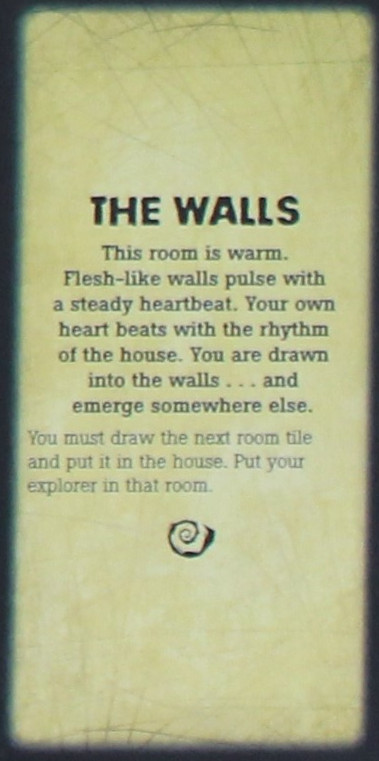 THE WALLS
This room is warm.
Flesh-like walls pulse with
a steady heartbeat. Your own
heart beats with the rhythm
of the house. You are drawn
into the walls . . . and
emerge somewhere else.
You must draw the next room tile
and put it in the house. Put your
explorer in that room.